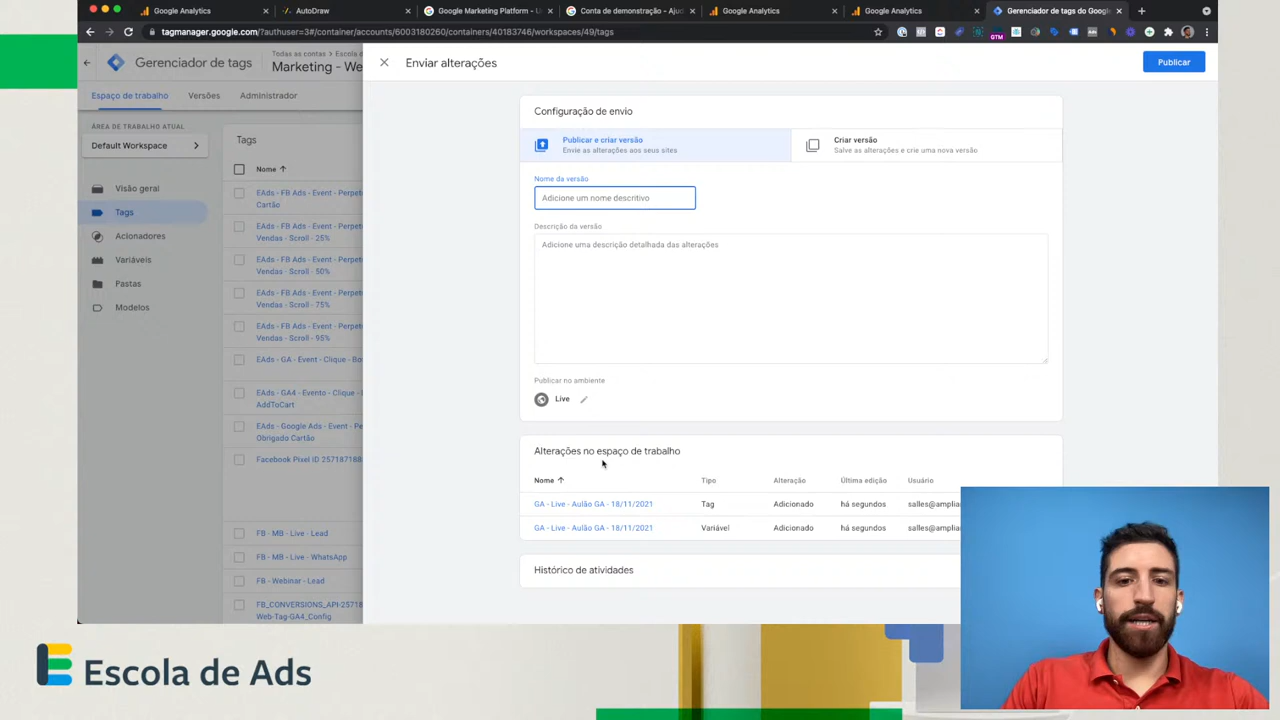 Google Analytics
AutoDraw
Google Marketing Platform - U
Conta de demonstração - Ajud
Google Analytics
Google Analytics
Gerenciador de tags do Google
tagmanager.google.com/?authuser=3#/container/accounts/6003180260/containers/40183746/workspaces/49/tags
GTM
Gerenciador de tags
Todas as contas > Escola d
Marketing - We
Enviar alterações
Publicar
Espaço de trabalho
Versões
Administrador
ÁREA DE TRABALHO ATUAL
Default Workspace
Visão geral
Tags
Acionadores
Variáveis
Pastas
Modelos
Tags
Nome
EAds - FB Ads - Event - Perpet
Cartão
EAds - FB Ads - Event - Perpet
Vendas - Scroll - 25%
EAds - FB Ads - Event - Perpet
Vendas - Scroll - 50%
EAds - FB Ads - Event - Perpet
Vendas - Scroll - 75%
EAds - FB Ads - Event - Perpet
Vendas - Scroll - 95%
EAds - GA - Event - Clique - Bo
EAds - GA4 - Evento - Clique -
AddToCart
EAds - Google Ads - Event - P
Obrigado Cartão
Facebook Pixel ID 257187188
FB - MB - Live - Lead
FB - MB - Live - WhatsApp
FB - Webinar - Lead
FB_CONVERSIONS_API-25718
Web-Tag-GA4_Config
Configuração de envio
Publicar e criar versão
Envie as alterações aos seus sites
Criar versão
Salve as alterações e crie uma nova versão
Nome da versão
Adicione um nome descritivo
Descrição da versão
Adicione uma descrição detalhada das alterações
Publicar no ambiente
Live
Alterações no espaço de trabalho
Nome Tipo Alteração Última edição Usuário
GA - Live - Aulão GA - 18/11/2021 Tag Adicionado há segundos salles@amplia
GA - Live - Aulão GA - 18/11/2021 Variável Adicionado há segundos salles@amplia
Histórico de atividades
Escola de Ads